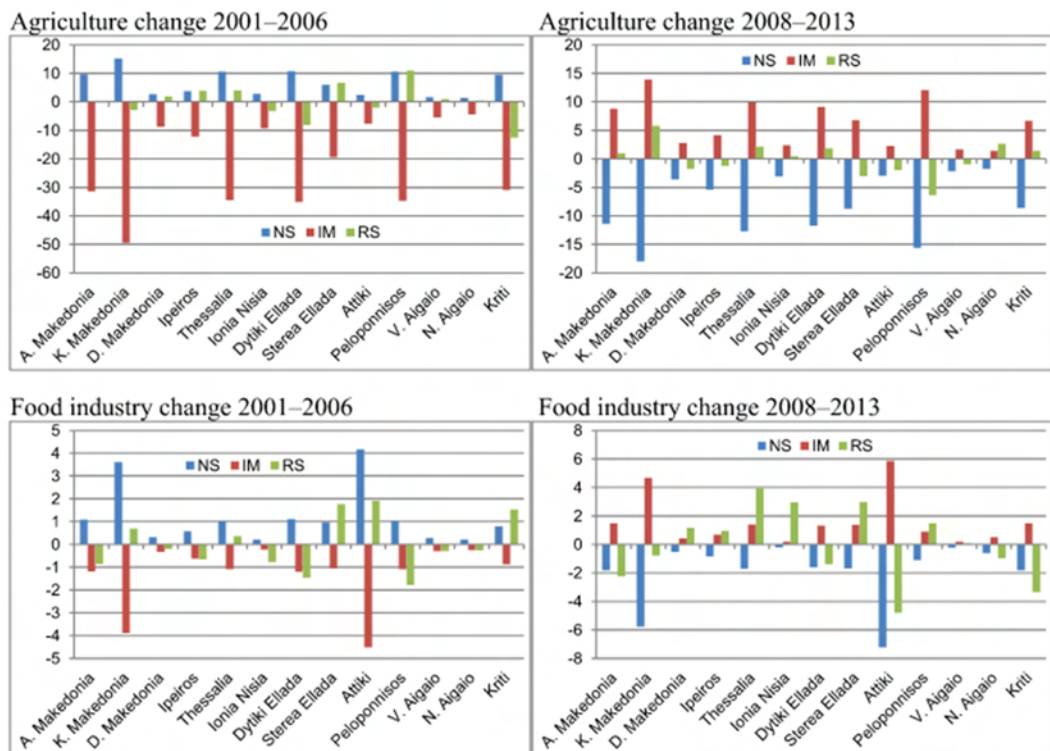 Agriculture change 2001–2006
20
10
0
-10
-20
-30
-40
-50
-60
NS IM RS
A. Makedonia
K. Makedonia
D. Makedonia
Ipeiros
Thessalia
Ionia Nisia
Dytiki Ellada
Sterea Ellada
Attiki
Peloponnisos
V. Aigaio
N. Aigaio
Kriti
Agriculture change 2008–2013
20
15
10
5
0
-5
-10
-15
-20
NS IM RS
A. Makedonia
K. Makedonia
D. Makedonia
Ipeiros
Thessalia
Ionia Nisia
Dytiki Ellada
Sterea Ellada
Attiki
Peloponnisos
V. Aigaio
N. Aigaio
Kriti
Food industry change 2001–2006
5
4
3
2
1
0
-1
-2
-3
-4
-5
NS IM RS
A. Makedonia
K. Makedonia
D. Makedonia
Ipeiros
Thessalia
Ionia Nisia
Dytiki Ellada
Sterea Ellada
Attiki
Peloponnisos
V. Aigaio
N. Aigaio
Kriti
Food industry change 2008–2013
8
6
4
2
0
-2
-4
-6
-8
NS IM RS
A. Makedonia
K. Makedonia
D. Makedonia
Ipeiros
Thessalia
Ionia Nisia
Dytiki Ellada
Sterea Ellada
Attiki
Peloponnisos
V. Aigaio
N. Aigaio
Kriti